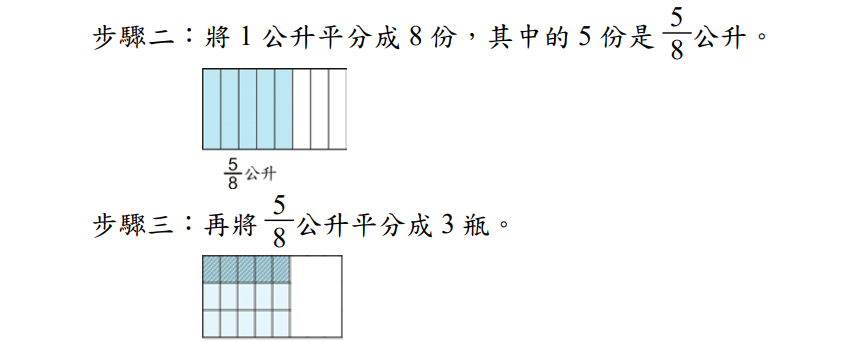 步驟二：將 1 公升平分成 8 份，其中的 5 份是 5/8 公升。
5/8 公升
步驟三：再將 5/8 公升平分成 3 瓶。